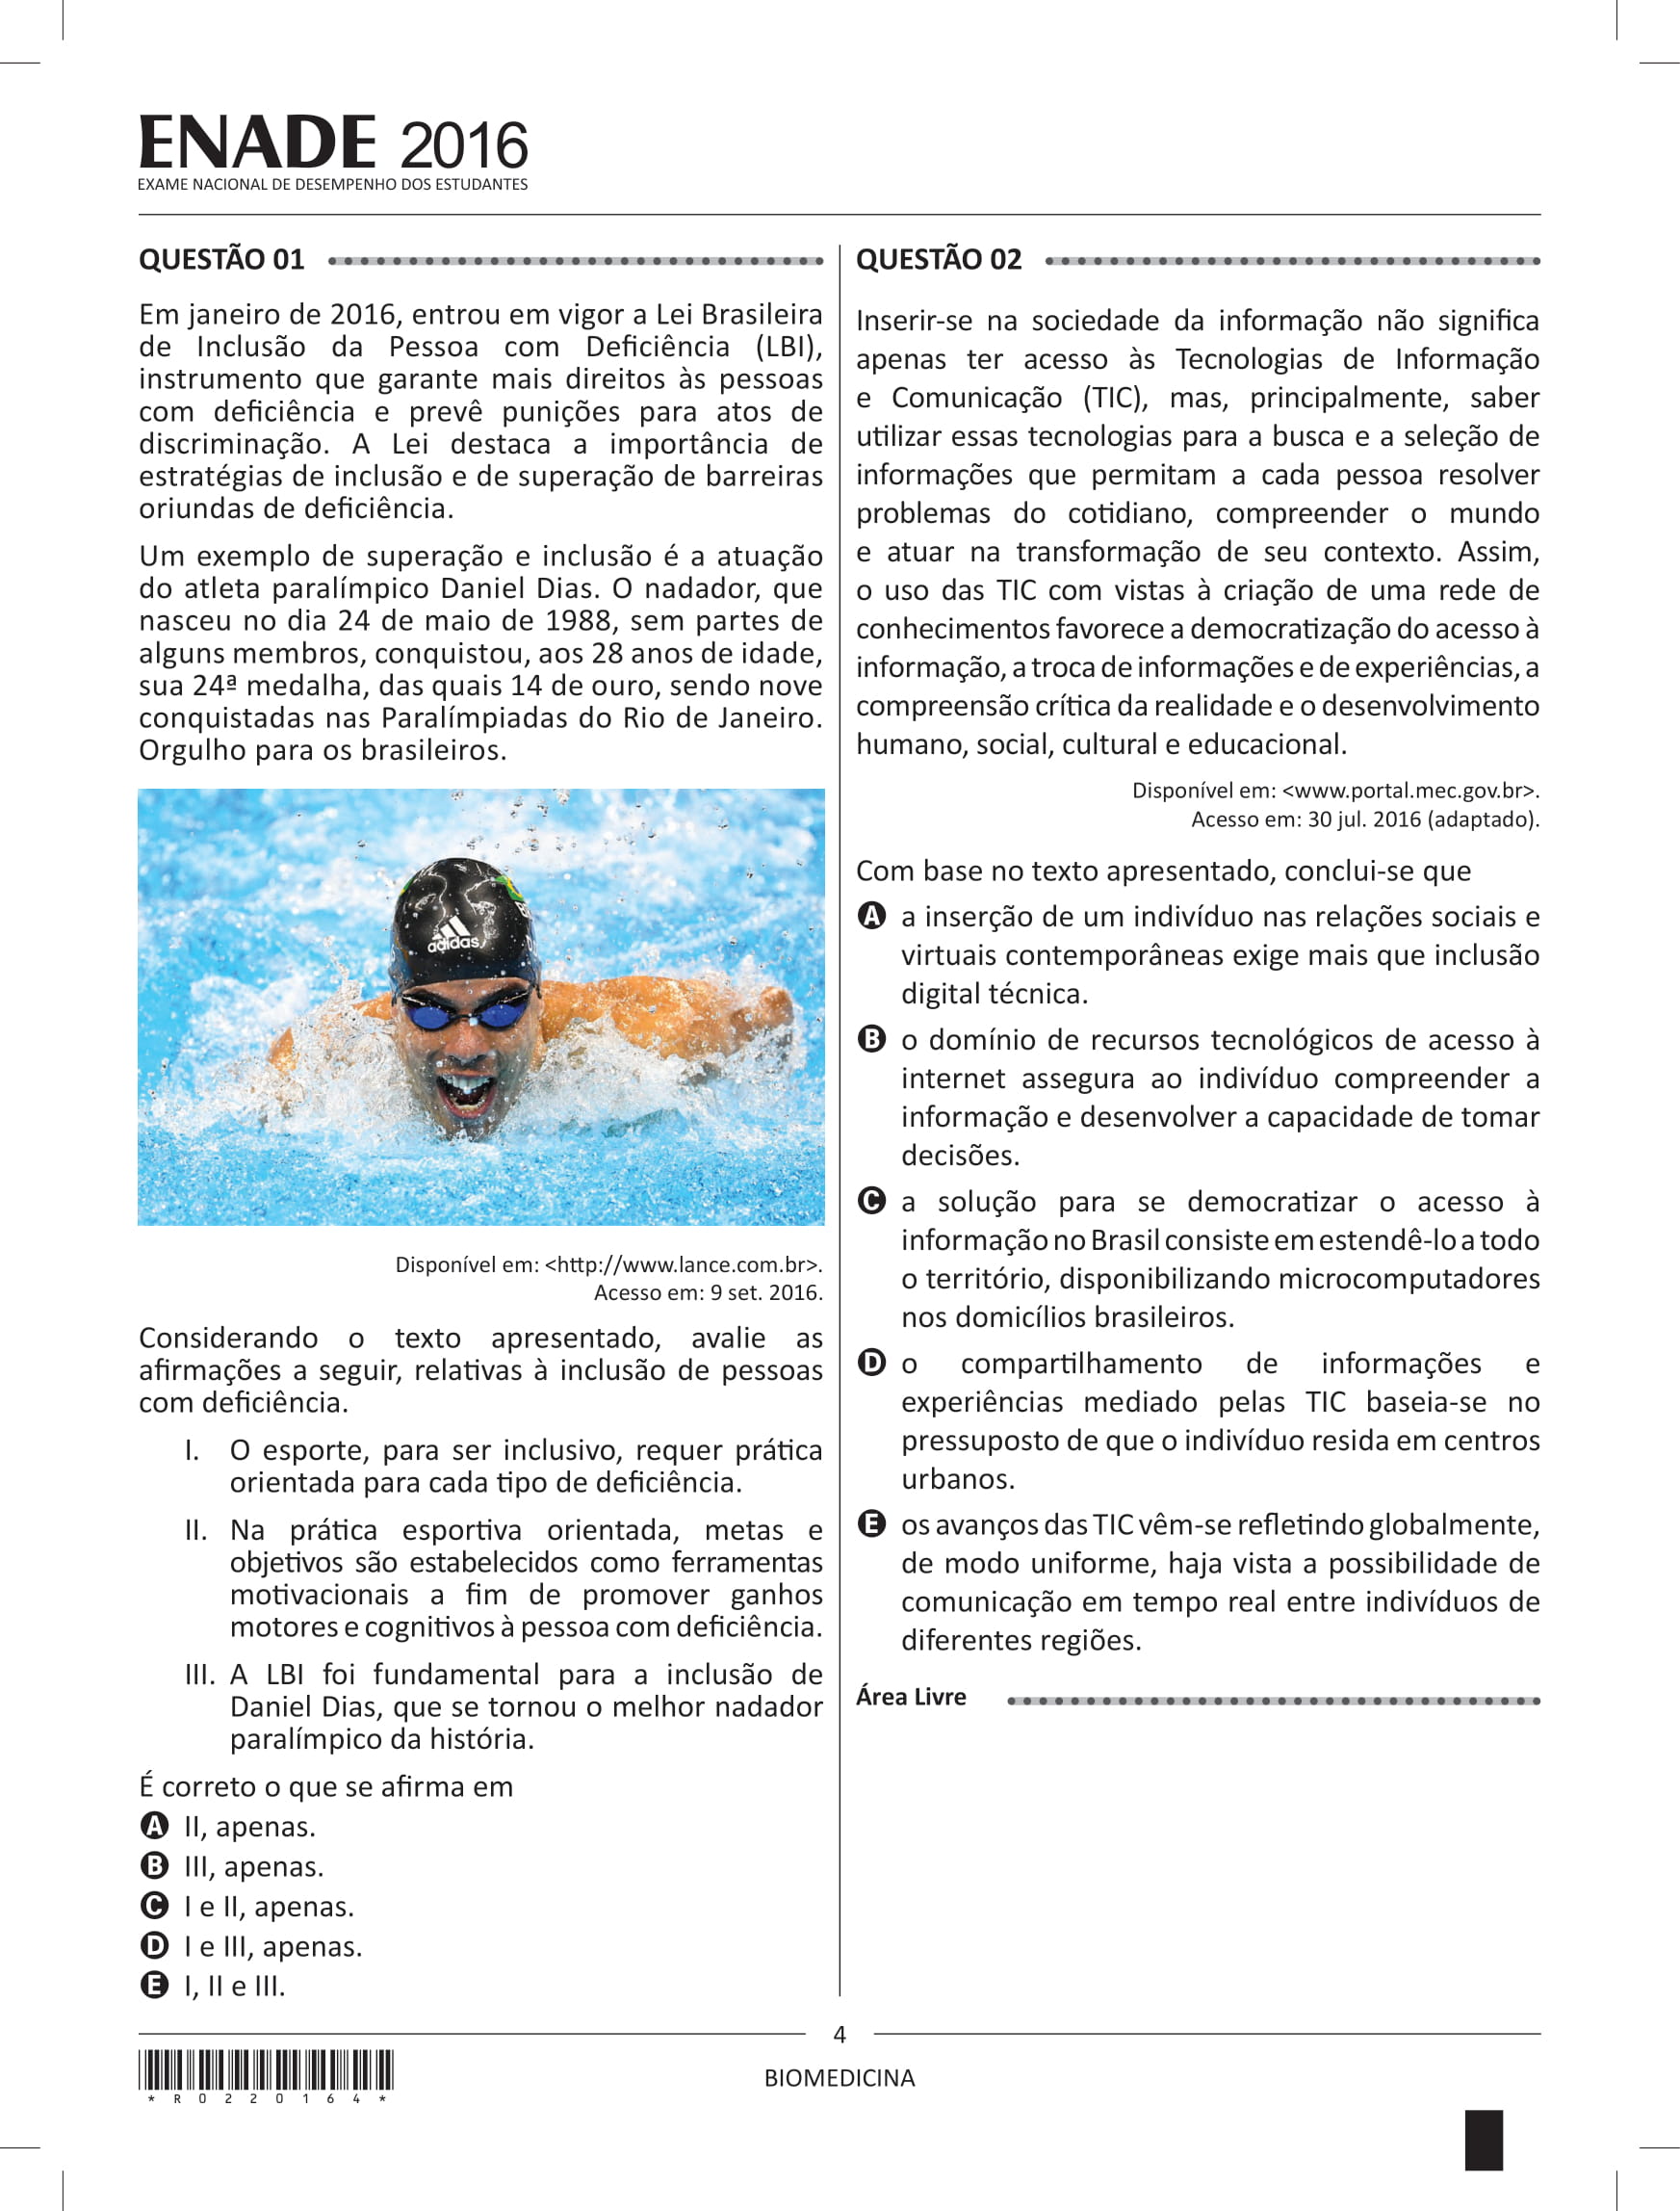 ENADE 2016
EXAME NACIONAL DE DESEMPENHO DOS ESTUDANTES
QUESTÃO 01
Em janeiro de 2016, entrou em vigor a Lei Brasileira
de Inclusão da Pessoa com Deficiência (LBI),
instrumento que garante mais direitos às pessoas
com deficiência e prevê punições para atos de
discriminação. A Lei destaca a importância de
estratégias de inclusão e de superação de barreiras
oriundas de deficiência.
Um exemplo de superação e inclusão é a atuação
do atleta paralímpico Daniel Dias. O nadador, que
nasceu no dia 24 de maio de 1988, sem partes de
alguns membros, conquistou, aos 28 anos de idade,
sua 24ª medalha, das quais 14 de ouro, sendo nove
conquistadas nas Paralímpiadas do Rio de Janeiro.
Orgulho para os brasileiros.
adidas
Disponível em: <http://www.lance.com.br>.
Acesso em: 9 set. 2016.
Considerando o texto apresentado, avalie as
afirmações a seguir, relativas à inclusão de pessoas
com deficiência.
I. O esporte, para ser inclusivo, requer prática
orientada para cada tipo de deficiência.
II. Na prática esportiva orientada, metas e
objetivos são estabelecidos como ferramentas
motivacionais a fim de promover ganhos
motores e cognitivos à pessoa com deficiência.
III. A LBI foi fundamental para a inclusão de
Daniel Dias, que se tornou o melhor nadador
paralímpico da história.
É correto o que se afirma em
A II, apenas.
B III, apenas.
C I e II, apenas.
D I e III, apenas.
E I, II e III.
QUESTÃO 02
Inserir-se na sociedade da informação não significa
apenas ter acesso às Tecnologias de Informação
e Comunicação (TIC), mas, principalmente, saber
utilizar essas tecnologias para a busca e a seleção de
informações que permitam a cada pessoa resolver
problemas do cotidiano, compreender o mundo
e atuar na transformação de seu contexto. Assim,
o uso das TIC com vistas à criação de uma rede de
conhecimentos favorece a democratização do acesso à
informação, a troca de informações e de experiências, a
compreensão crítica da realidade e o desenvolvimento
humano, social, cultural e educacional.
Disponível em: <www.portal.mec.gov.br>.
Acesso em: 30 jul. 2016 (adaptado).
Com base no texto apresentado, conclui-se que
A a inserção de um indivíduo nas relações sociais e
virtuais contemporâneas exige mais que inclusão
digital técnica.
B o domínio de recursos tecnológicos de acesso à
internet assegura ao indivíduo compreender a
informação e desenvolver a capacidade de tomar
decisões.
C a solução para se democratizar o acesso à
informação no Brasil consiste em estendê-lo a todo
o território, disponibilizando microcomputadores
nos domicílios brasileiros.
D o compartilhamento de informações e
experiências mediado pelas TIC baseia-se no
pressuposto de que o indivíduo resida em centros
urbanos.
E os avanços das TIC vêm-se refletindo globalmente,
de modo uniforme, haja vista a possibilidade de
comunicação em tempo real entre indivíduos de
diferentes regiões.
Área Livre
4
BIOMEDICINA
* R 0 2 2 0 1 6 4 *